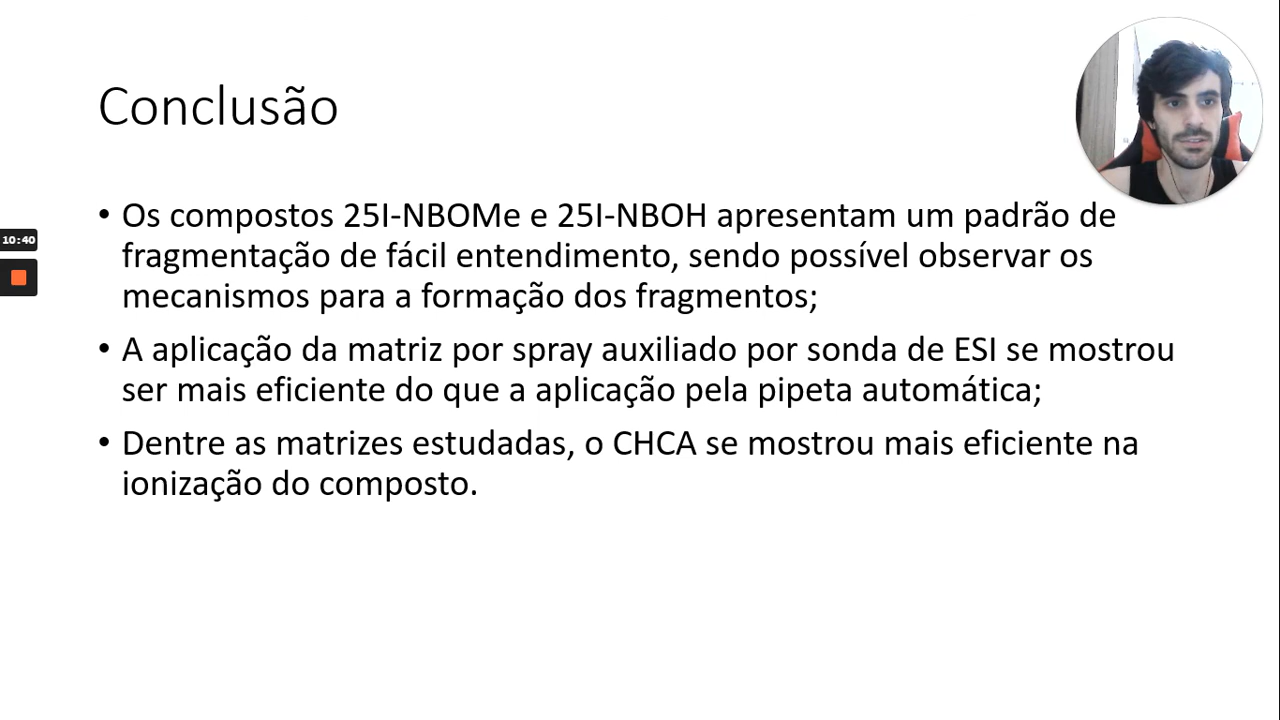 Conclusão
• Os compostos 25I-NBOMe e 25I-NBOH apresentam um padrão de
fragmentação de fácil entendimento, sendo possível observar os
mecanismos para a formação dos fragmentos;
10:40
• A aplicação da matriz por spray auxiliado por sonda de ESI se mostrou
ser mais eficiente do que a aplicação pela pipeta automática;
• Dentre as matrizes estudadas, o CHCA se mostrou mais eficiente na
ionização do composto.